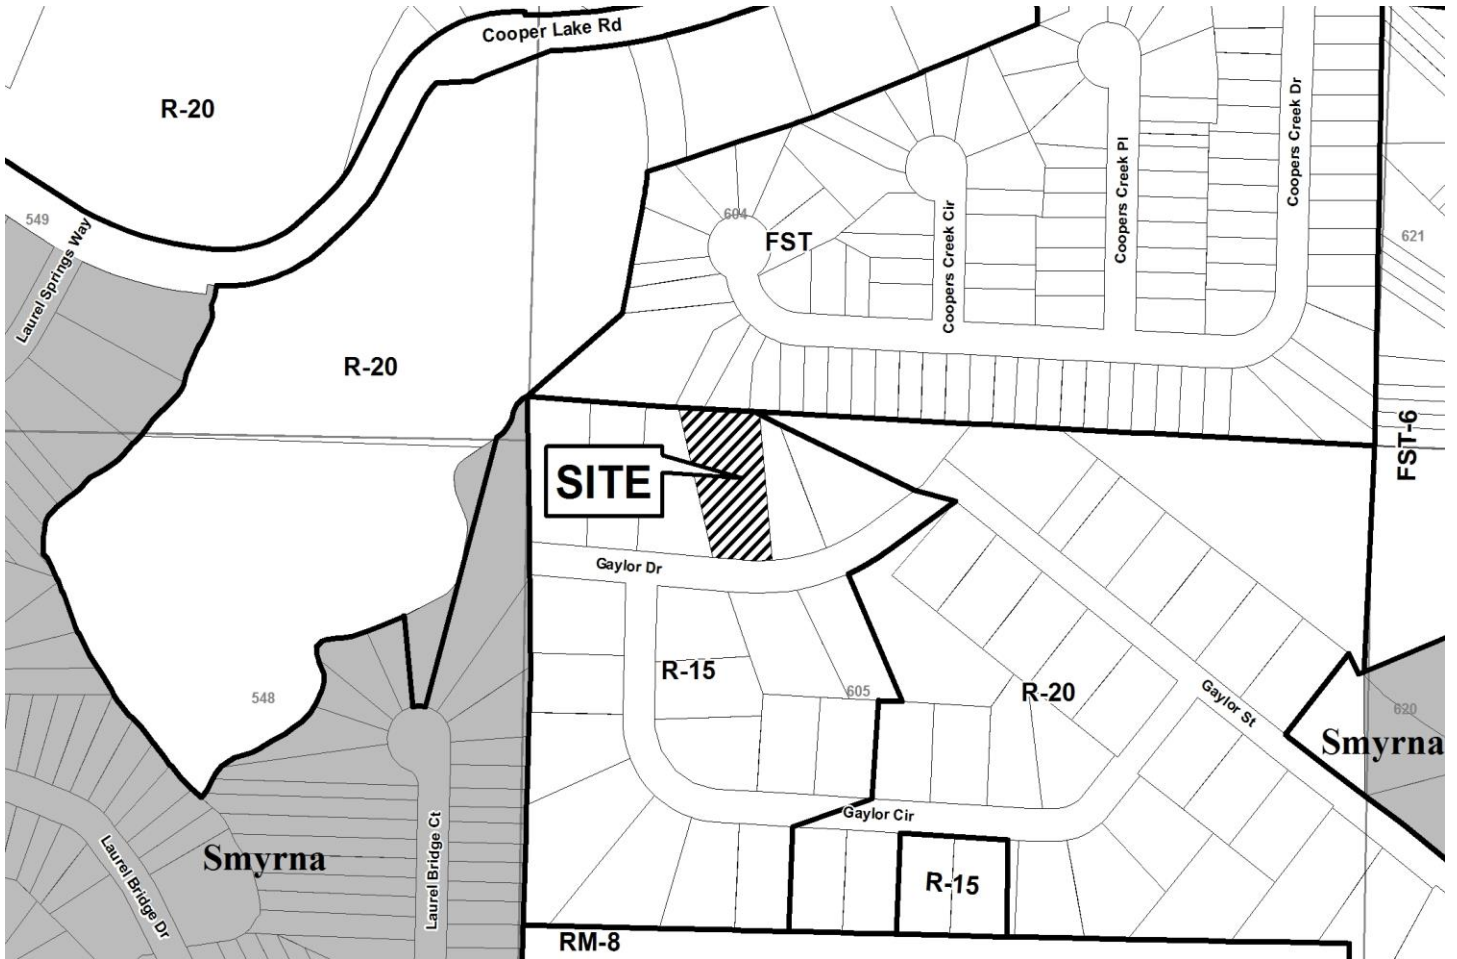 Cooper Lake Rd
R-20
549
Laurel Springs Way
604
FST
Coopers Creek Cir
Coopers Creek Pl
Coopers Creek Dr
621
R-20
FST-6
SITE
Gaylor Dr
R-15
605
R-20
548
Gaylor St
620
Smyrna
Gaylor Cir
Smyrna
Laurel Bridge Dr
Laurel Bridge Ct
R-15
RM-8